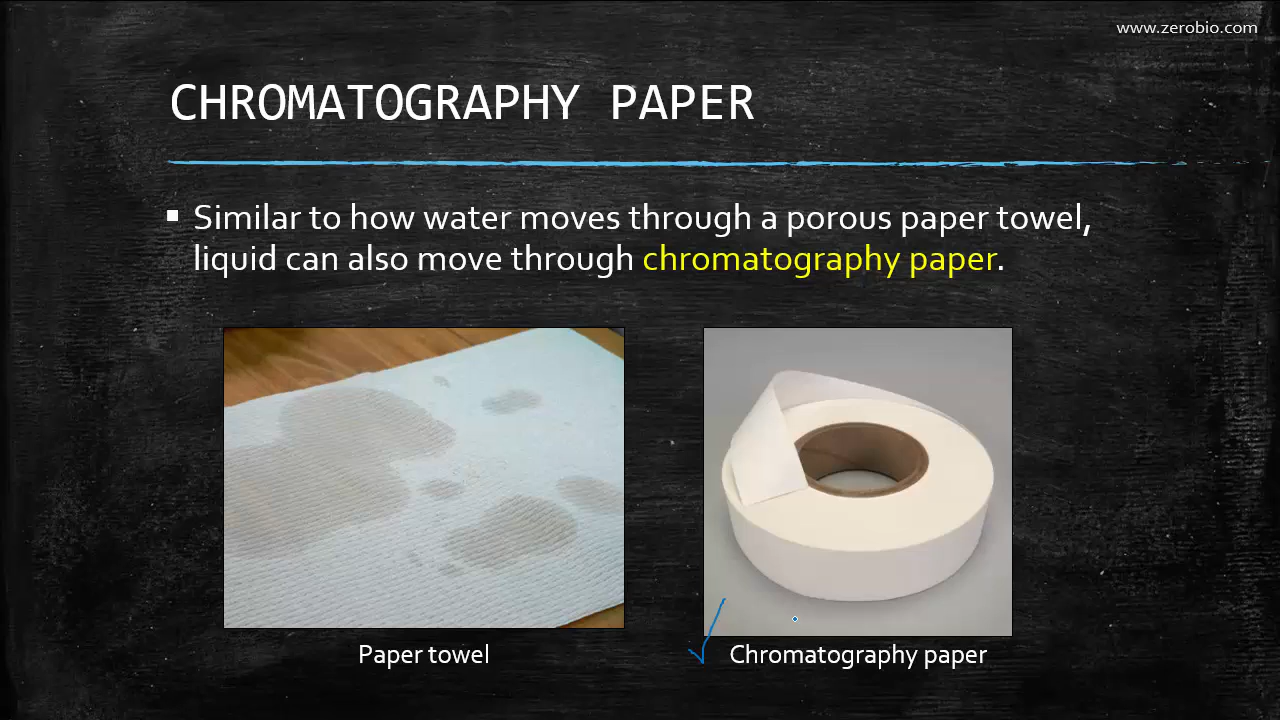 www.zerobio.com
CHROMATOGRAPHY PAPER
▪ Similar to how water moves through a porous paper towel,
liquid can also move through chromatography paper.
Paper towel
Chromatography paper